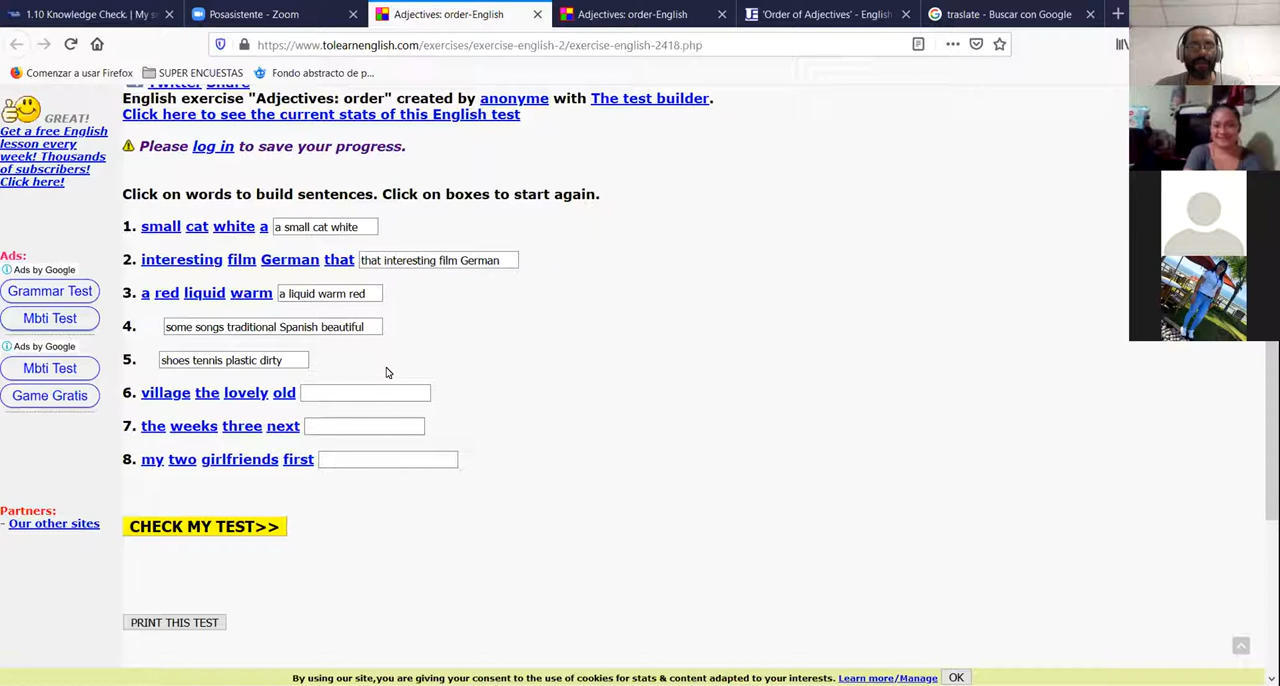 1.10 Knowledge Check. | My s
Posasistente - Zoom
Adjectives: order-English
Adjectives: order-English
'Order of Adjectives' - English
traslate - Buscar con Google
https://www.tolearnenglish.com/exercises/exercise-english-2/exercise-english-2418.php
Comenzar a usar Firefox
SUPER ENCUESTAS
Fondo abstracto de p...
Twitter Share
English exercise "Adjectives: order" created by anonyme with The test builder.
Click here to see the current stats of this English test
Please log in to save your progress.
Click on words to build sentences. Click on boxes to start again.
1. small cat white a a small cat white
2. interesting film German that that interesting film German
3. a red liquid warm a liquid warm red
4. some songs traditional Spanish beautiful
5. shoes tennis plastic dirty
6. village the lovely old
7. the weeks three next
8. my two girlfriends first
CHECK MY TEST>>
PRINT THIS TEST
GREAT!
Get a free English
lesson every
week! Thousands
of subscribers!
Click here!
Ads:
Ads by Google
Grammar Test
Mbti Test
Ads by Google
Mbti Test
Game Gratis
Partners:
- Our other sites
By using our site,you are giving your consent to the use of cookies for stats & content adapted to your interests. Learn more/Manage OK